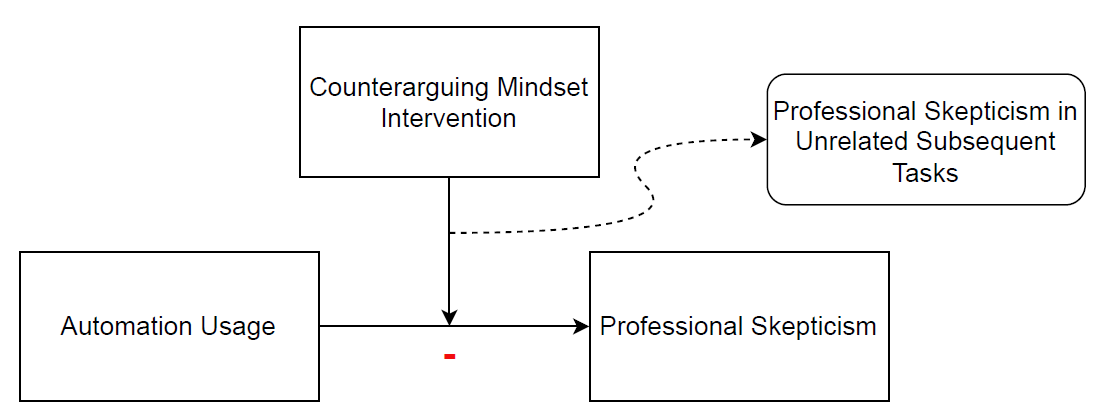 Counterarguing Mindset
Intervention
Professional Skepticism in
Unrelated Subsequent
Tasks
Automation Usage
-
Professional Skepticism